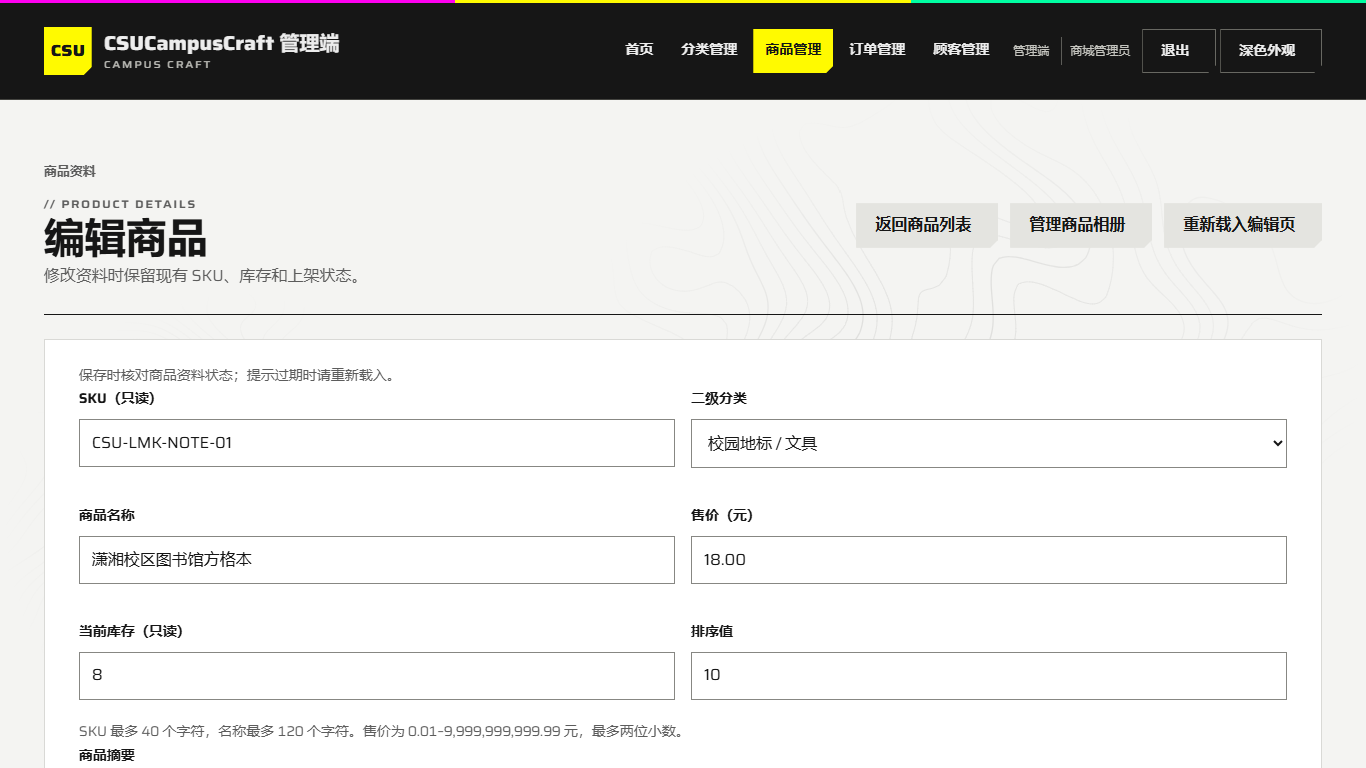 CSU
CSUCampusCraft 管理端
CAMPUS CRAFT
首页 分类管理 商品管理 订单管理 顾客管理 管理端 商城管理员 退出 深色外观
商品资料
// PRODUCT DETAILS
编辑商品
修改资料时保留现有 SKU、库存和上架状态。
返回商品列表 管理商品相册 重新载入编辑页
保存时核对商品资料状态；提示过期时请重新载入。
SKU（只读） 二级分类
CSU-LMK-NOTE-01 校园地标 / 文具
商品名称 售价（元）
潇湘校区图书馆方格本 18.00
当前库存（只读） 排序值
8 10
SKU 最多 40 个字符，名称最多 120 个字符。售价为 0.01–9,999,999,999.99 元，最多两位小数。
商品摘要